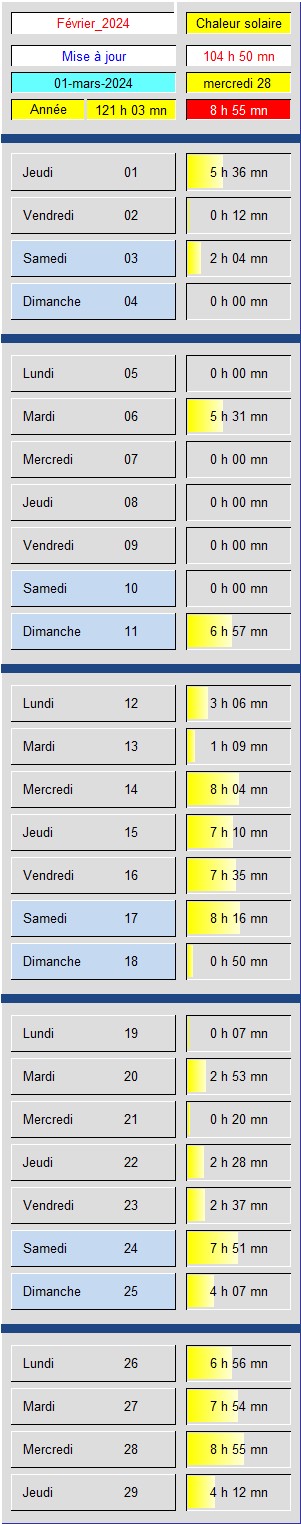 Février_2024 Chaleur solaire
Mise à jour 104 h 50 mn
01-mars-2024 mercredi 28
Année 121 h 03 mn 8 h 55 mn
Jeudi 01 5 h 36 mn
Vendredi 02 0 h 12 mn
Samedi 03 2 h 04 mn
Dimanche 04 0 h 00 mn
Lundi 05 0 h 00 mn
Mardi 06 5 h 31 mn
Mercredi 07 0 h 00 mn
Jeudi 08 0 h 00 mn
Vendredi 09 0 h 00 mn
Samedi 10 0 h 00 mn
Dimanche 11 6 h 57 mn
Lundi 12 3 h 06 mn
Mardi 13 1 h 09 mn
Mercredi 14 8 h 04 mn
Jeudi 15 7 h 10 mn
Vendredi 16 7 h 35 mn
Samedi 17 8 h 16 mn
Dimanche 18 0 h 50 mn
Lundi 19 0 h 07 mn
Mardi 20 2 h 53 mn
Mercredi 21 0 h 20 mn
Jeudi 22 2 h 28 mn
Vendredi 23 2 h 37 mn
Samedi 24 7 h 51 mn
Dimanche 25 4 h 07 mn
Lundi 26 6 h 56 mn
Mardi 27 7 h 54 mn
Mercredi 28 8 h 55 mn
Jeudi 29 4 h 12 mn